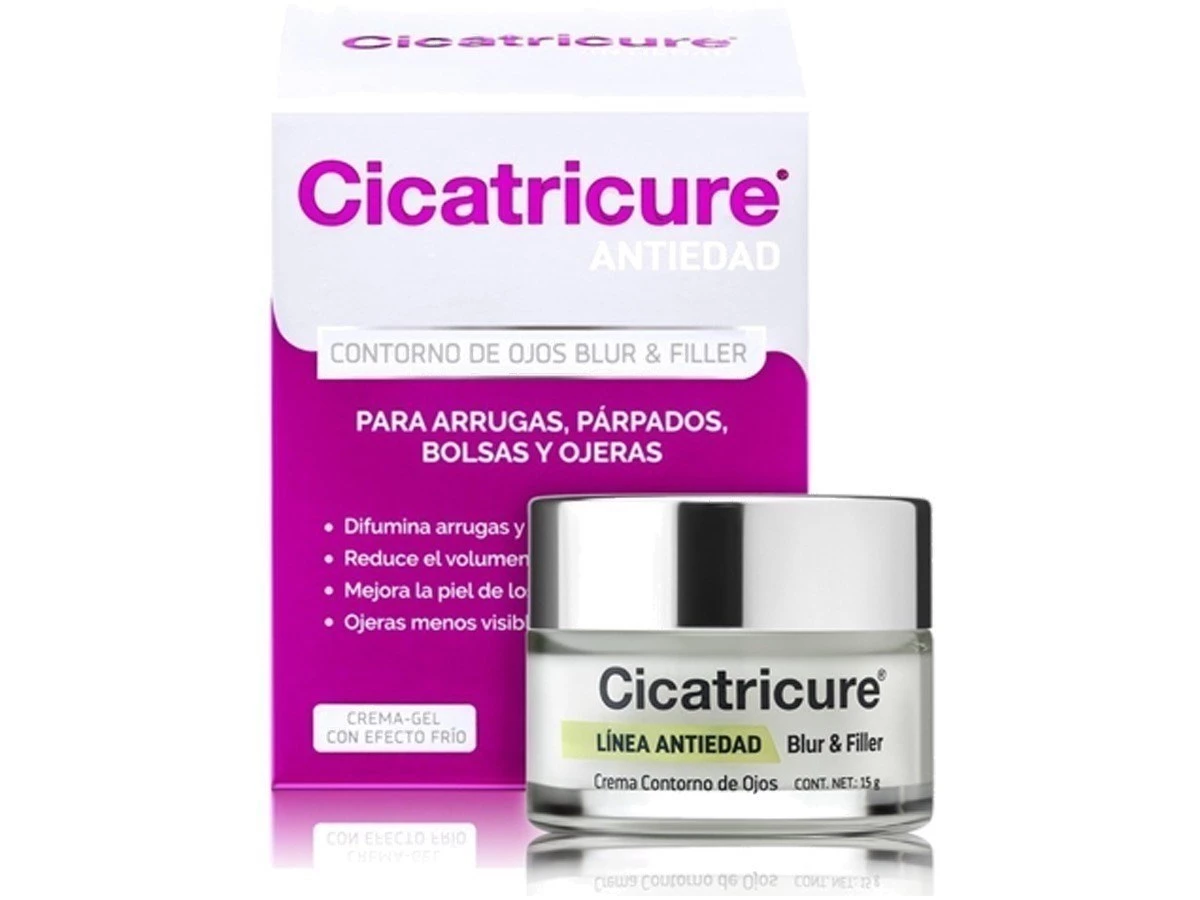 Cicatricure
Cicatricure
ANTIEDAD
CONTORNO DE OJOS BLUR & FILLER
PARA ARRUGAS, PÁRPADOS,
BOLSAS Y OJERAS
• Difumina arrugas y
• Reduce el volumen
• Mejora la piel de
• Ojeras menos
CREMA-GEL
CON EFECTO FRÍO
Cicatricure®
LÍNEA ANTIEDAD Blur & Filler
Crema Contorno de Ojos CONT. NET.: 15 g